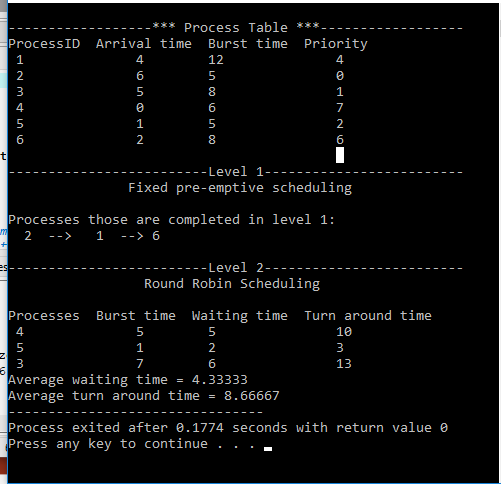 ------------------*** Process Table ***------------------
ProcessID  Arrival time  Burst time  Priority
1 4 12 4
2 6 5 0
3 5 8 1
4 0 6 7
5 1 5 2
6 2 8 6
-------------------------Level 1-------------------------
Fixed pre-emptive scheduling
Processes those are completed in level 1:
2  -->   1  --> 6
-------------------------Level 2-------------------------
Round Robin Scheduling
Processes  Burst time  Waiting time  Turn around time
4 5 5 10
5 1 2 3
3 7 6 13
Average waiting time = 4.33333
Average turn around time = 8.66667
--------------------------------
Process exited after 0.1774 seconds with return value 0
Press any key to continue . . .